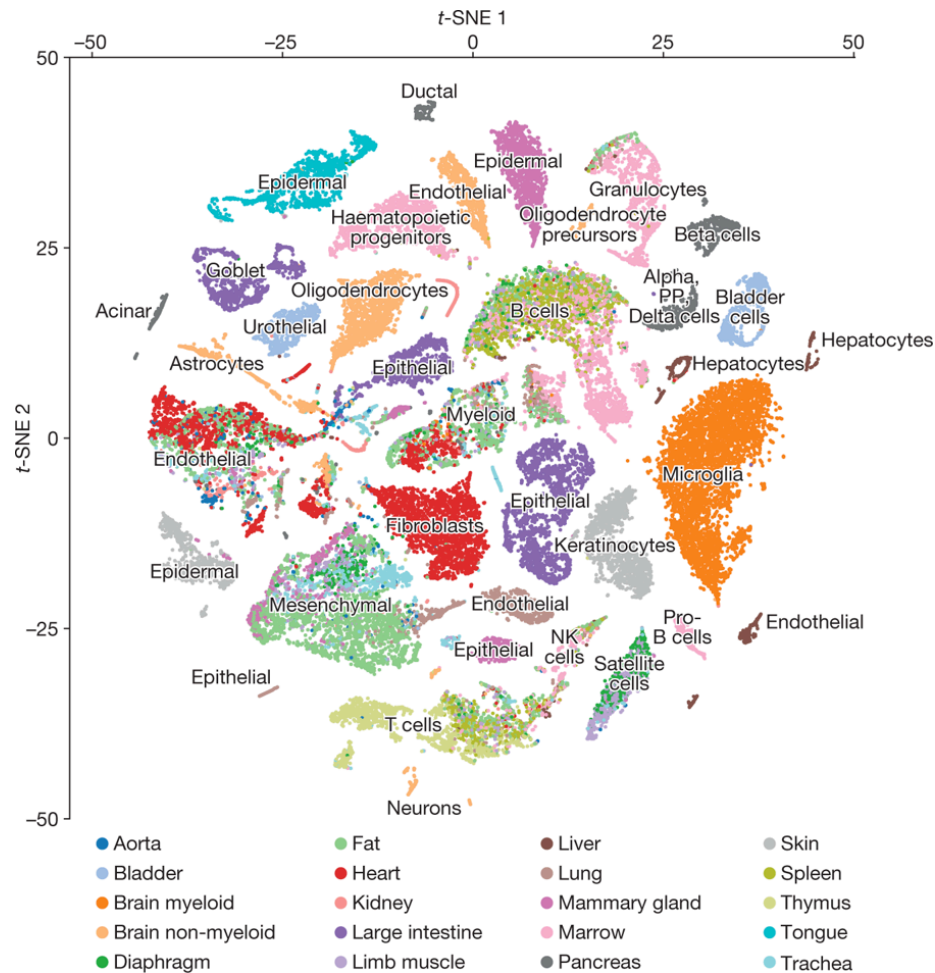 t-SNE 1
−50
−25
0
25
50
50
25
0
−25
−50
t-SNE 2
Ductal
Epidermal
Epidermal
Endothelial
Granulocytes
Haematopoietic
progenitors
Oligodendrocyte
precursors
Beta cells
Goblet
Alpha,
PP,
Delta cells
Oligodendrocytes
Bladder
cells
Acinar
B cells
Urothelial
Hepatocytes
Astrocytes
Epithelial
Hepatocytes
Myeloid
Endothelial
Microglia
Epithelial
Fibroblasts
Keratinocytes
Epidermal
Mesenchymal
Endothelial
Pro-
B cells
Endothelial
NK
cells
Epithelial
Satellite
cells
Epithelial
T cells
Neurons
Aorta
Bladder
Brain myeloid
Brain non-myeloid
Diaphragm
Fat
Heart
Kidney
Large intestine
Limb muscle
Liver
Lung
Mammary gland
Marrow
Pancreas
Skin
Spleen
Thymus
Tongue
Trachea